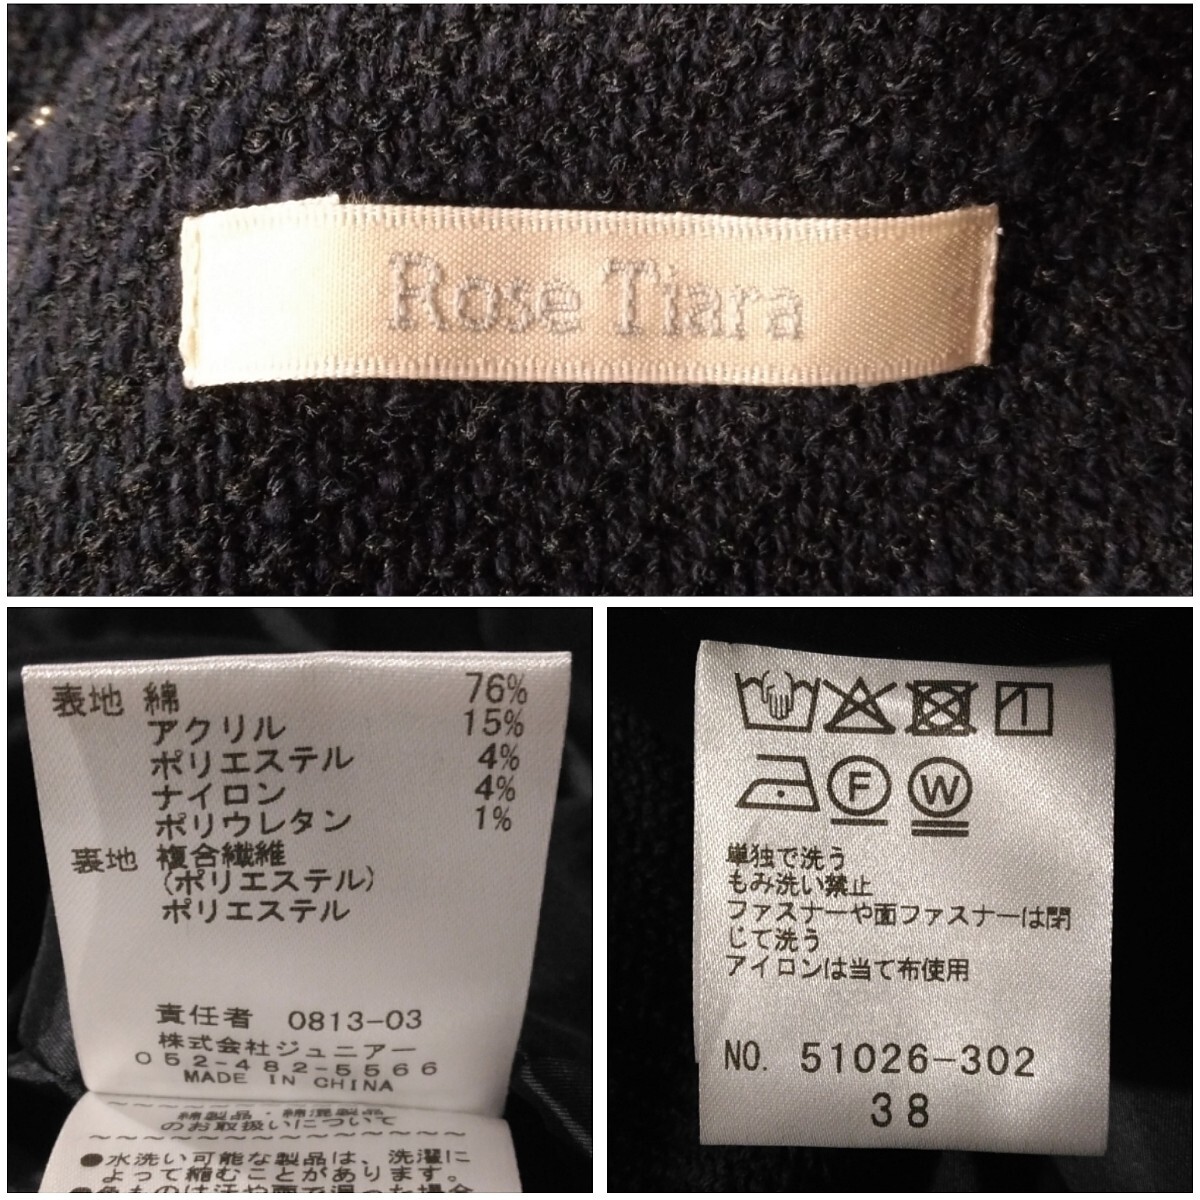 Rose Tiara
表地 綿 76%
アクリル 15%
ポリエステル 4%
ナイロン 4%
ポリウレタン 1%
裏地 複合繊維
(ポリエステル)
ポリエステル
責任者 0813-03
株式会社ジュニアー
052-482-5566
MADE IN CHINA
綿製品・綿混製品
のお取扱いについて
●水洗い可能な製品は、洗濯に
よって縮むことがあります。
F W
単独で洗う
もみ洗い禁止
ファスナーや面ファスナーは閉
じて洗う
アイロンは当て布使用
NO. 51026-302
38